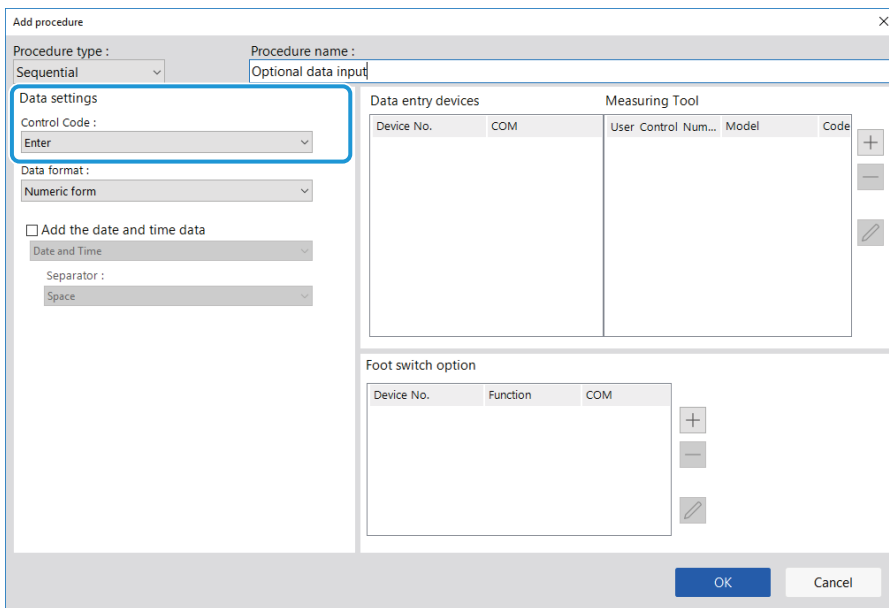 Add procedure
Procedure type :
Procedure name :
Sequential
Optional data input
Data settings
Control Code :
Enter
Data format :
Numeric form
Add the date and time data
Date and Time
Separator :
Space
Data entry devices
Measuring Tool
Device No. COM
User Control Num... Model Code
Foot switch option
Device No. Function COM
OK
Cancel